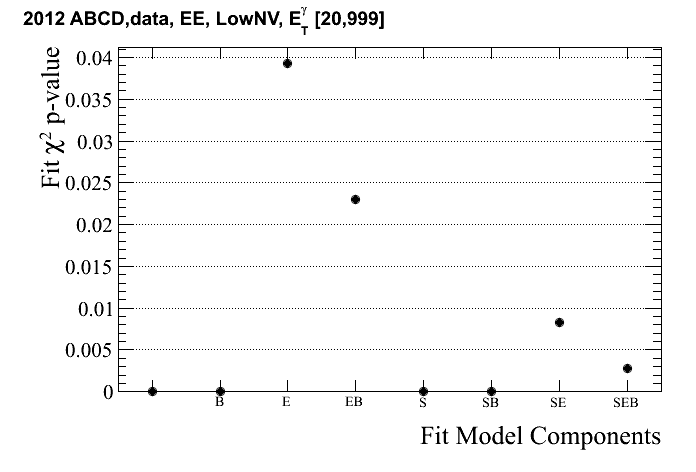 2012 ABCD,data, EE, LowNV, E_T^γ [20,999]
Fit χ² p-value
0.04
0.035
0.03
0.025
0.02
0.015
0.01
0.005
0
B E EB S SB SE SEB
Fit Model Components